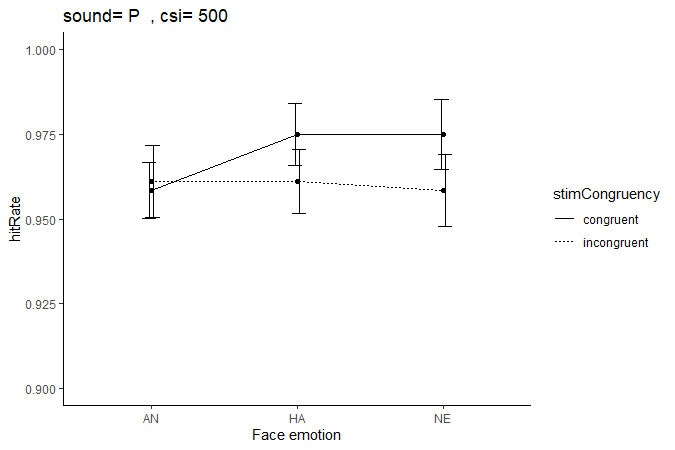 sound= P  , csi= 500
1.000
0.975
0.950
0.925
0.900
hitRate
AN HA NE
Face emotion
stimCongruency
congruent
incongruent